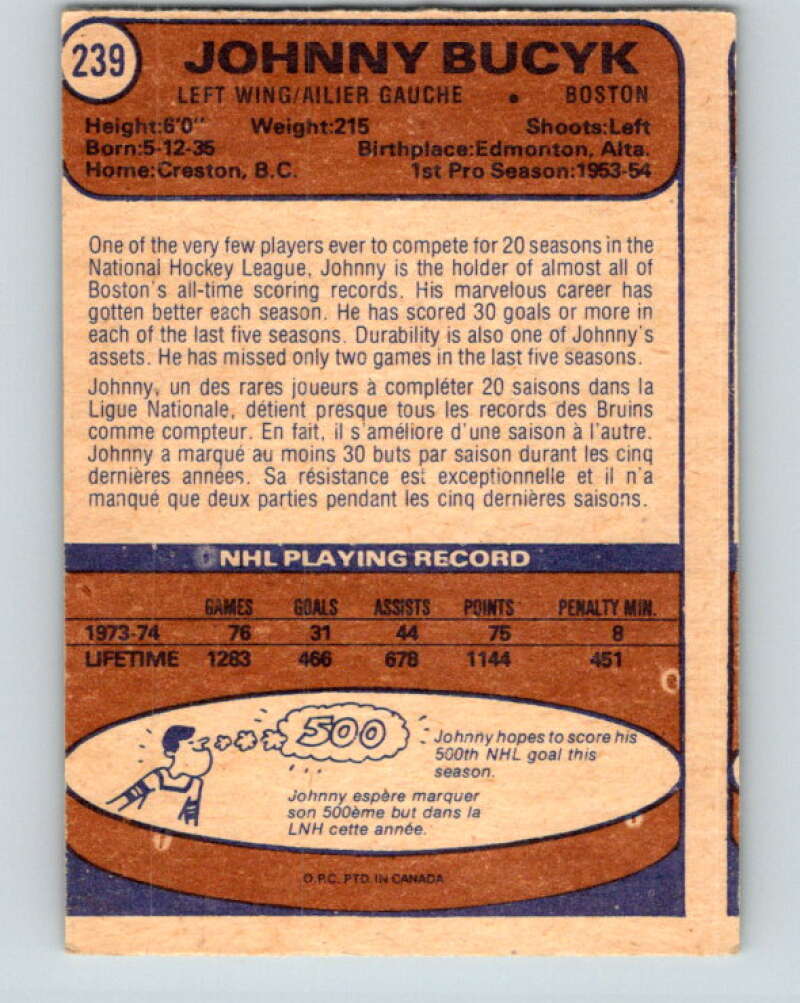 239
JOHNNY BUCYK
LEFT WING/AILIER GAUCHE • BOSTON
Height:6'0" Weight:215 Shoots:Left
Born:5-12-35 Birthplace:Edmonton, Alta.
Home:Creston, B.C. 1st Pro Season:1953-54
One of the very few players ever to compete for 20 seasons in the
National Hockey League, Johnny is the holder of almost all of
Boston's all-time scoring records. His marvelous career has
gotten better each season. He has scored 30 goals or more in
each of the last five seasons. Durability is also one of Johnny's
assets. He has missed only two games in the last five seasons.
Johnny, un des rares joueurs à compléter 20 saisons dans la
Ligue Nationale, détient presque tous les records des Bruins
comme compteur. En fait, il s'améliore d'une saison à l'autre.
Johnny a marqué au moins 30 buts par saison durant les cinq
dernières années. Sa résistance est exceptionnelle et il n'a
manqué que deux parties pendant les cinq dernières saisons.
NHL PLAYING RECORD
GAMES GOALS ASSISTS POINTS PENALTY MIN.
1973-74 76 31 44 75 8
LIFETIME 1283 466 678 1144 451
500
Johnny hopes to score his
500th NHL goal this
season.
Johnny espère marquer
son 500ème but dans la
LNH cette année.
O.P.C. PTD. IN CANADA